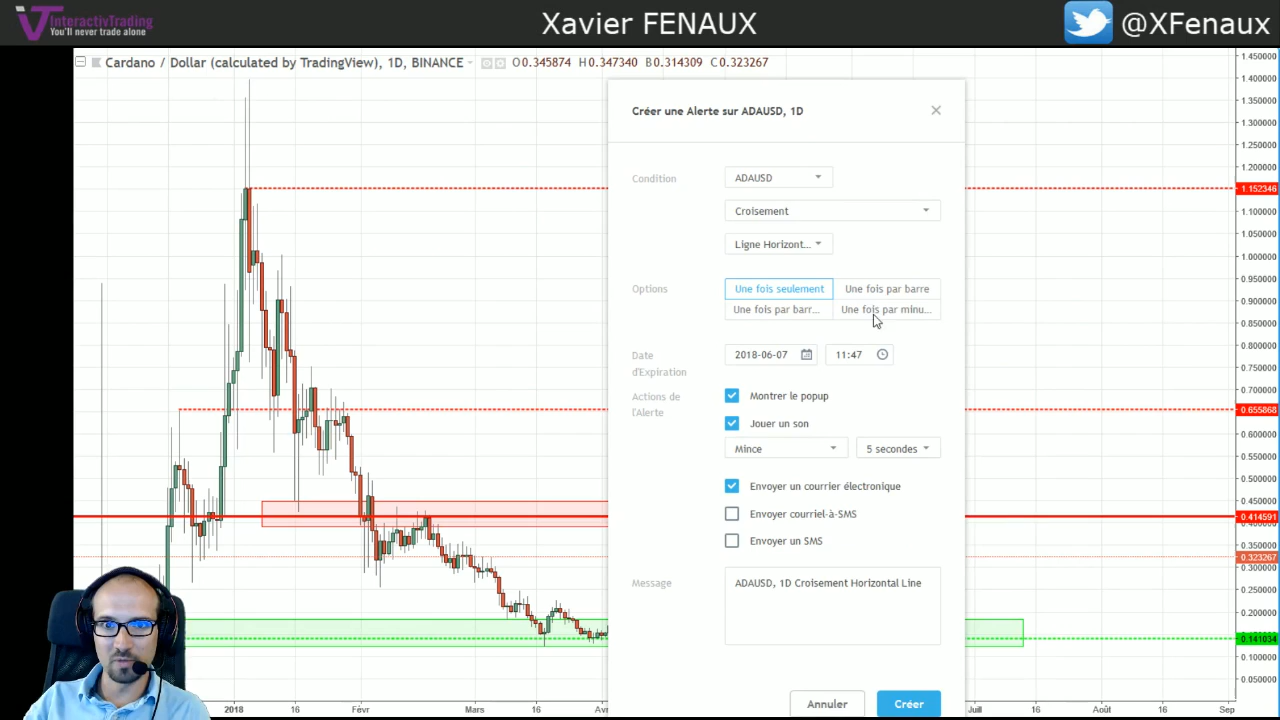 InteractivTrading
You'll never trade alone
Xavier FENAUX
@XFenaux
Cardano / Dollar (calculated by TradingView), 1D, BINANCE
O0.345874 H0.347340 B0.314309 C0.323267
Créer une Alerte sur ADAUSD, 1D
Condition
ADAUSD
Croisement
Ligne Horizont...
Options
Une fois seulement
Une fois par barre
Une fois par barr...
Une fois par minu...
Date
d'Expiration
2018-06-07
11:47
Actions de
l'Alerte
Montrer le popup
Jouer un son
Mince
5 secondes
Envoyer un courrier électronique
Envoyer courriel-à-SMS
Envoyer un SMS
Message
ADAUSD, 1D Croisement Horizontal Line
Annuler
Créer
1.450000
1.400000
1.350000
1.300000
1.250000
1.200000
1.152346
1.100000
1.050000
1.000000
0.950000
0.900000
0.850000
0.800000
0.750000
0.700000
0.655868
0.600000
0.550000
0.500000
0.450000
0.414591
0.350000
0.323267
0.250000
0.200000
0.141034
0.100000
0.050000
2018
16
Févr
Mars
16
Avr
Juil
16
Août
16
Sep